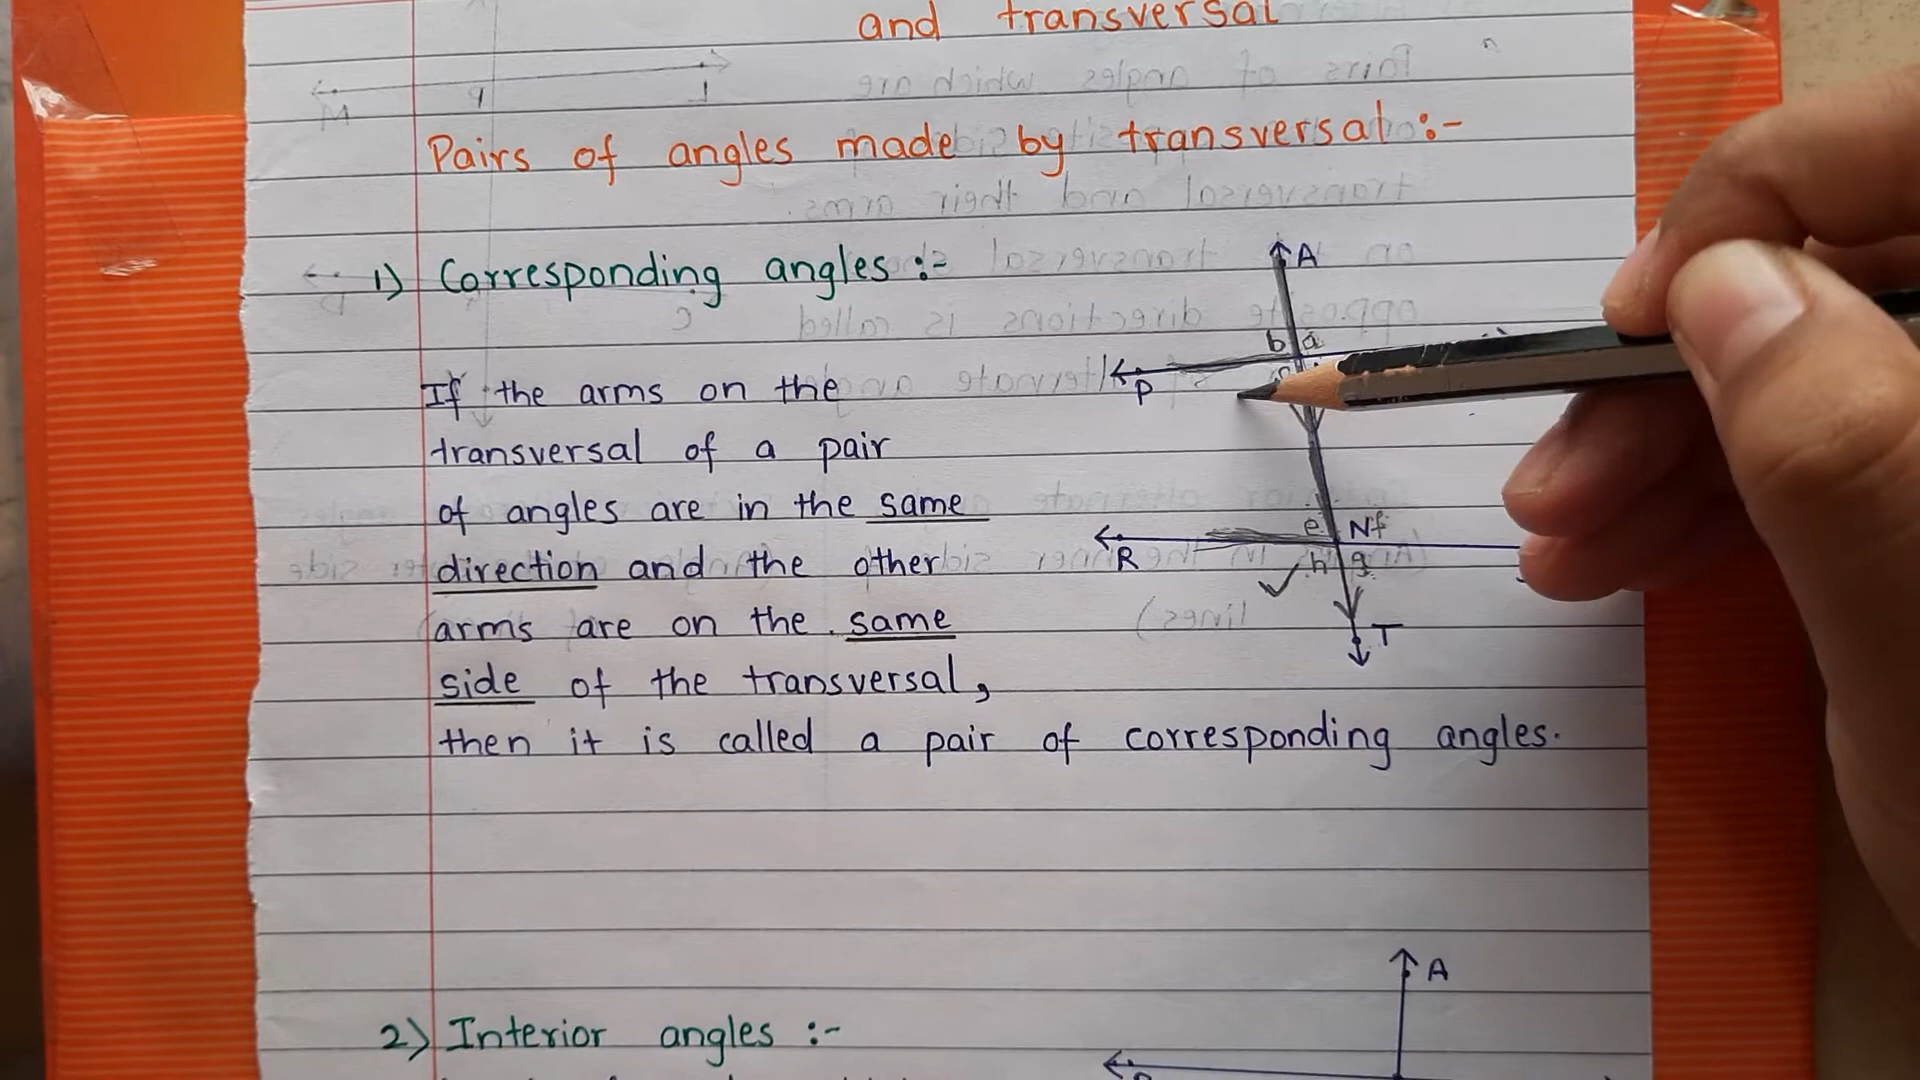 and transversal
Pairs of angles made by transversal :-
1) Corresponding angles :-
A
b a
P
If the arms on the
transversal of a pair
of angles are in the same
e N f
direction and the other
R
h g
arms are on the same
T
side of the transversal,
then it is called a pair of corresponding angles.
A
2) Interior angles :-